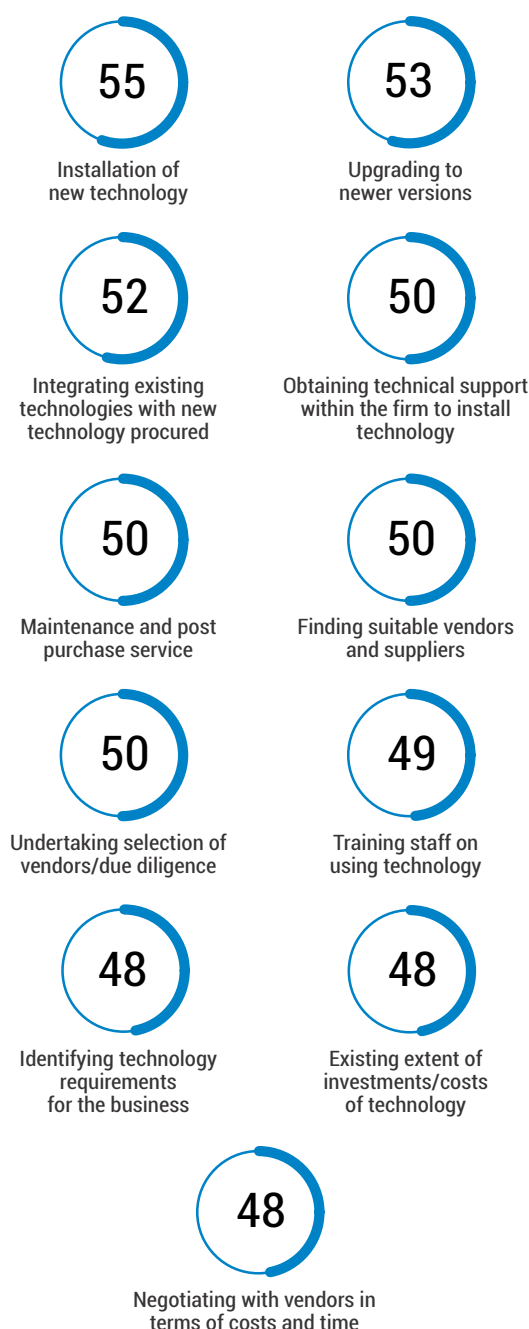 55
53
Installation of
new technology
Upgrading to
newer versions
52
50
Integrating existing
technologies with new
technology procured
Obtaining technical support
within the firm to install
technology
50
50
Maintenance and post
purchase service
Finding suitable vendors
and suppliers
50
49
Undertaking selection of
vendors/due diligence
Training staff on
using technology
48
48
Identifying technology
requirements
for the business
Existing extent of
investments/costs
of technology
48
Negotiating with vendors in
terms of costs and time